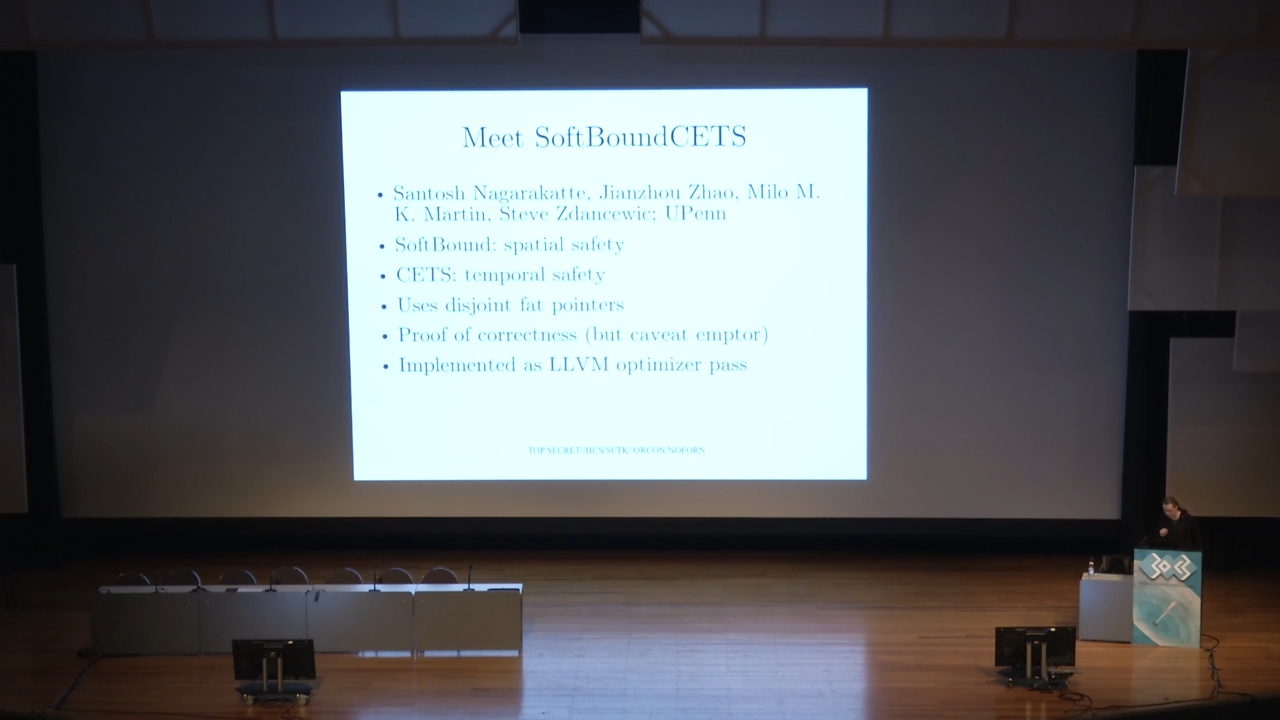 Meet SoftBoundCETS
• Santosh Nagarakatte, Jianzhou Zhao, Milo M.
K. Martin, Steve Zdancewic; UPenn
• SoftBound: spatial safety
• CETS: temporal safety
• Uses disjoint fat pointers
• Proof of correctness (but caveat emptor)
• Implemented as LLVM optimizer pass
TOP SECRET//HCS/SI/TK//ORCON/NOFORN
30C3